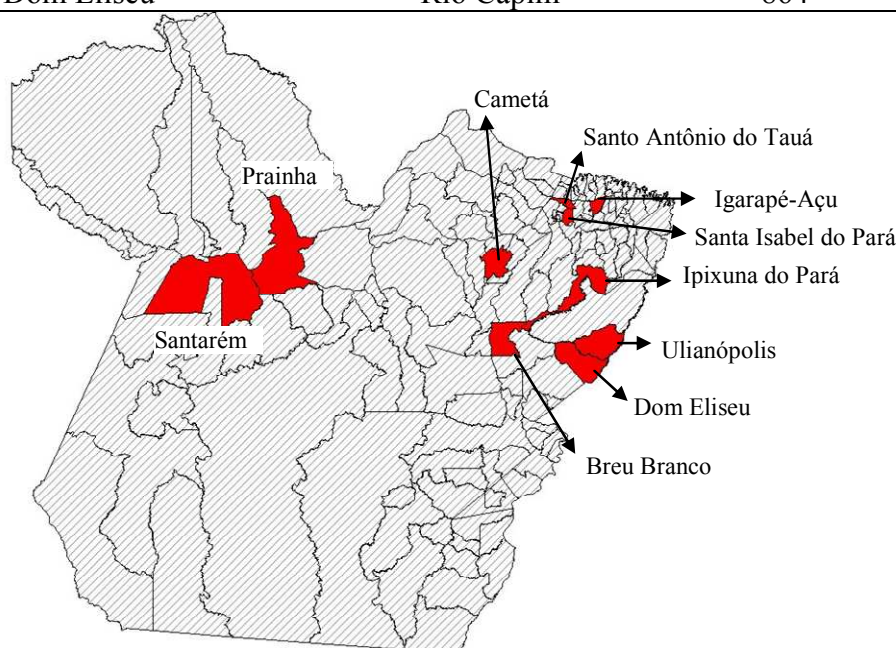 Dom Eliseu Rio Capim 864
Cametá
Santo Antônio do Tauá
Prainha
Igarapé-Açu
Santa Isabel do Pará
Ipixuna do Pará
Santarém
Ulianópolis
Dom Eliseu
Breu Branco